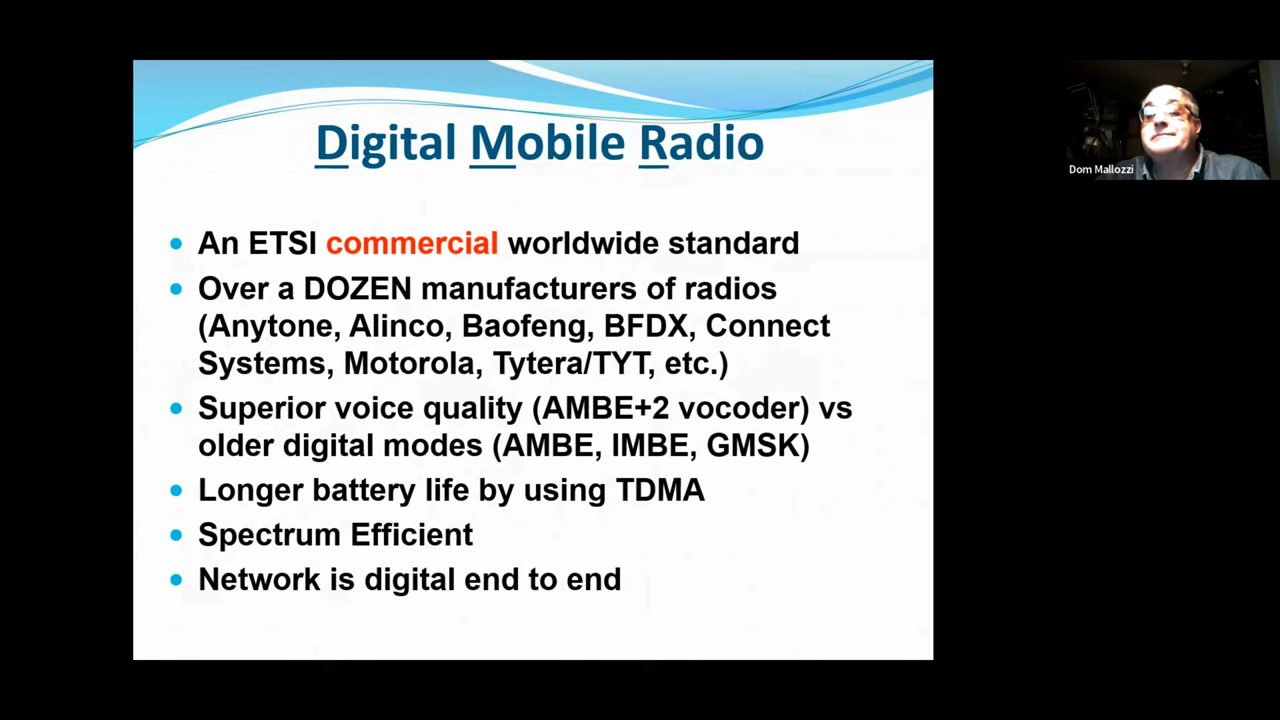 Digital Mobile Radio
An ETSI commercial worldwide standard
Over a DOZEN manufacturers of radios
(Anytone, Alinco, Baofeng, BFDX, Connect
Systems, Motorola, Tytera/TYT, etc.)
Superior voice quality (AMBE+2 vocoder) vs
older digital modes (AMBE, IMBE, GMSK)
Longer battery life by using TDMA
Spectrum Efficient
Network is digital end to end
Dom Mallozzi